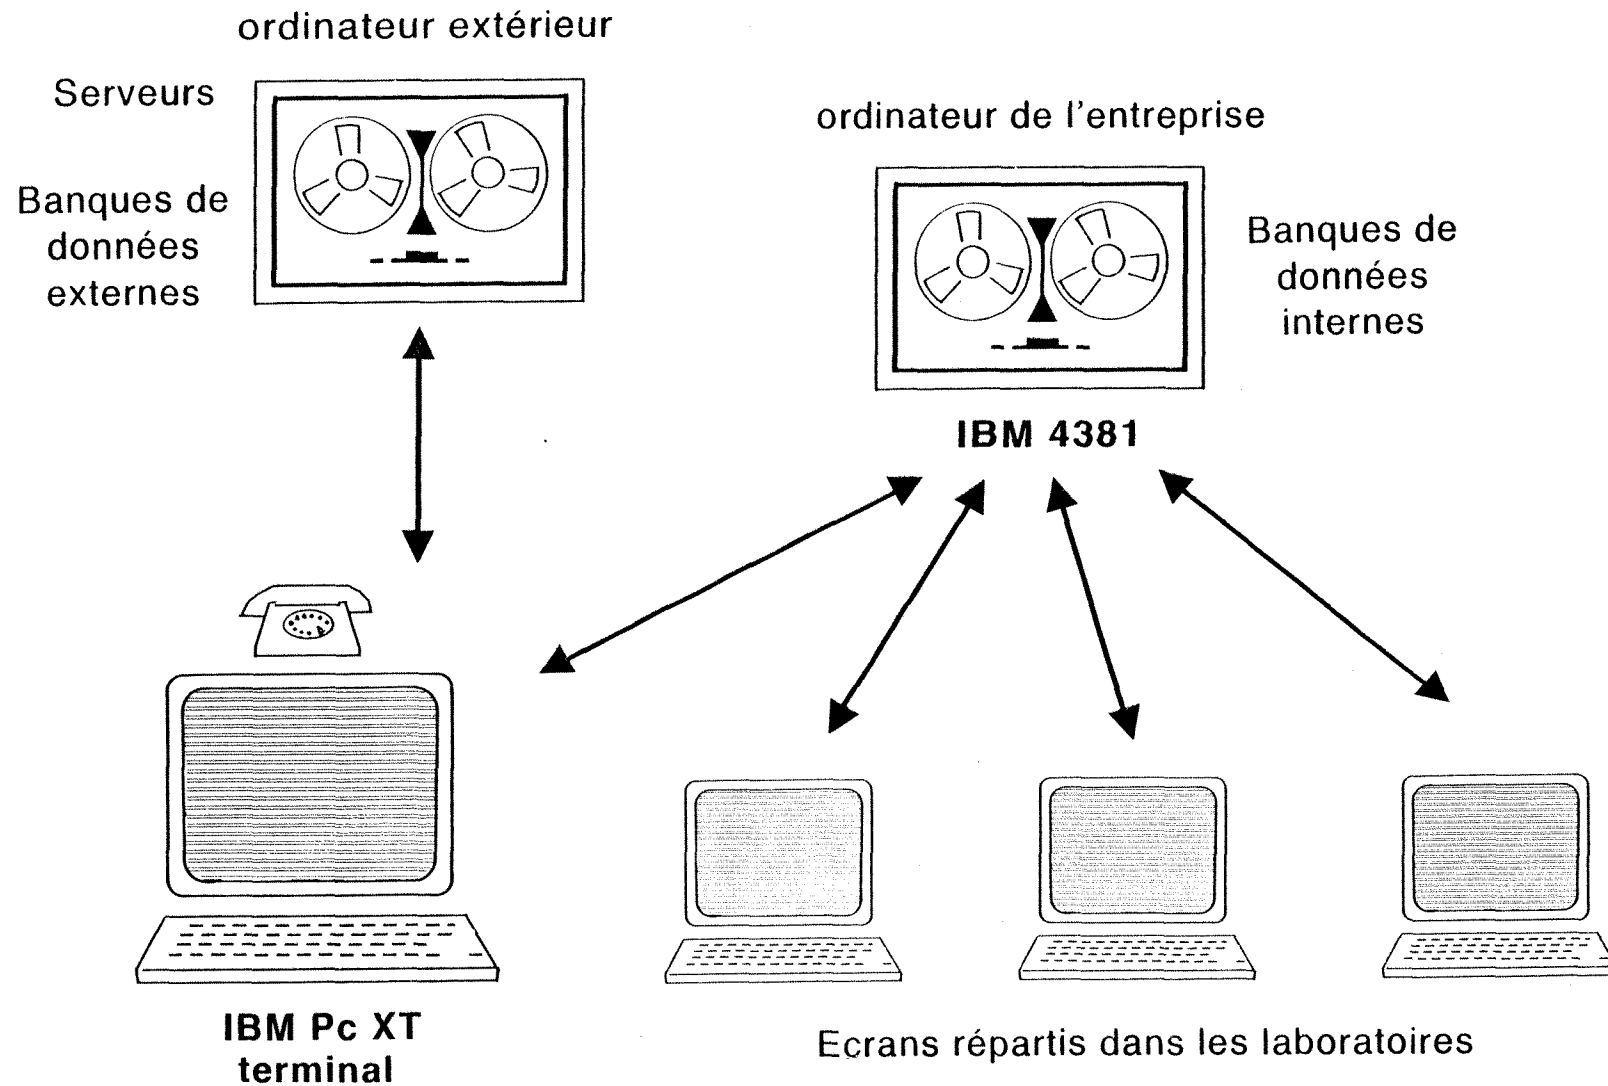 ordinateur extérieur
Serveurs
Banques de
données
externes
ordinateur de l'entreprise
Banques de
données
internes
IBM 4381
IBM Pc XT
terminal
Ecrans répartis dans les laboratoires